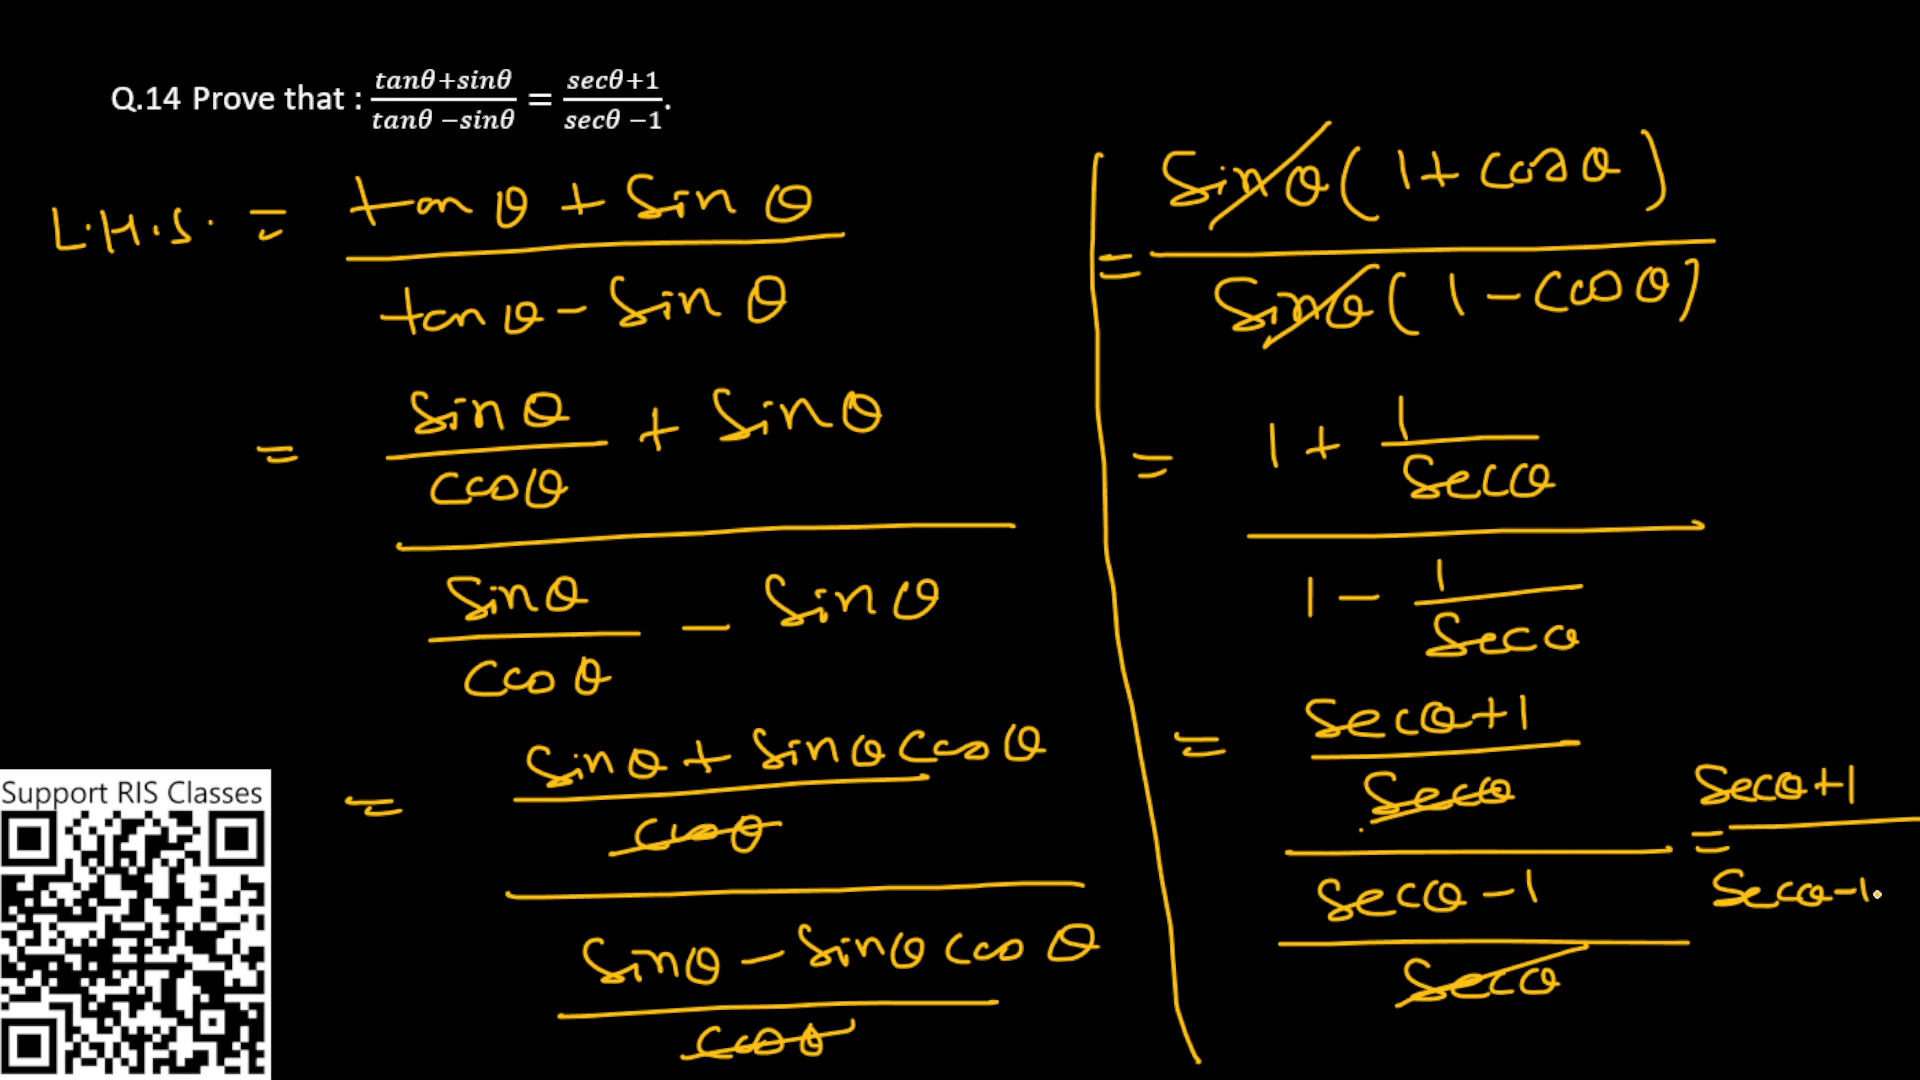 Q.14 Prove that : (tanθ+sinθ)/(tanθ −sinθ) = (secθ+1)/(secθ −1).
L.H.S. = (tan θ + Sin θ)/(tan θ − Sin θ)
= (Sin θ/cos θ + Sin θ)/(Sin θ/cos θ − Sin θ)
= ((Sin θ + Sin θ cos θ)/cos θ)/((Sin θ − Sin θ cos θ)/cos θ)
= Sin θ (1 + cos θ)/Sin θ (1 − cos θ)
= (1 + 1/Sec θ)/(1 − 1/Sec θ)
= ((Sec θ + 1)/Sec θ)/((Sec θ − 1)/Sec θ)
= (Sec θ + 1)/(Sec θ − 1).
Support RIS Classes